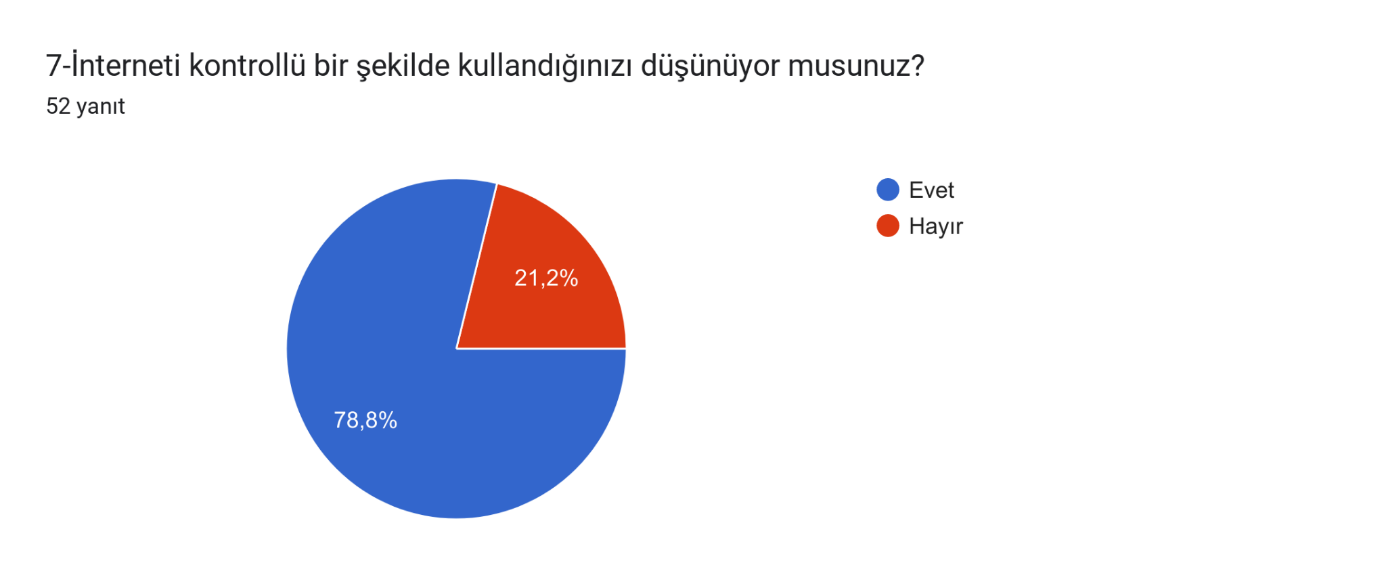 7-İnterneti kontrollü bir şekilde kullandığınızı düşünüyor musunuz?
52 yanıt
Evet
Hayır
21,2%
78,8%